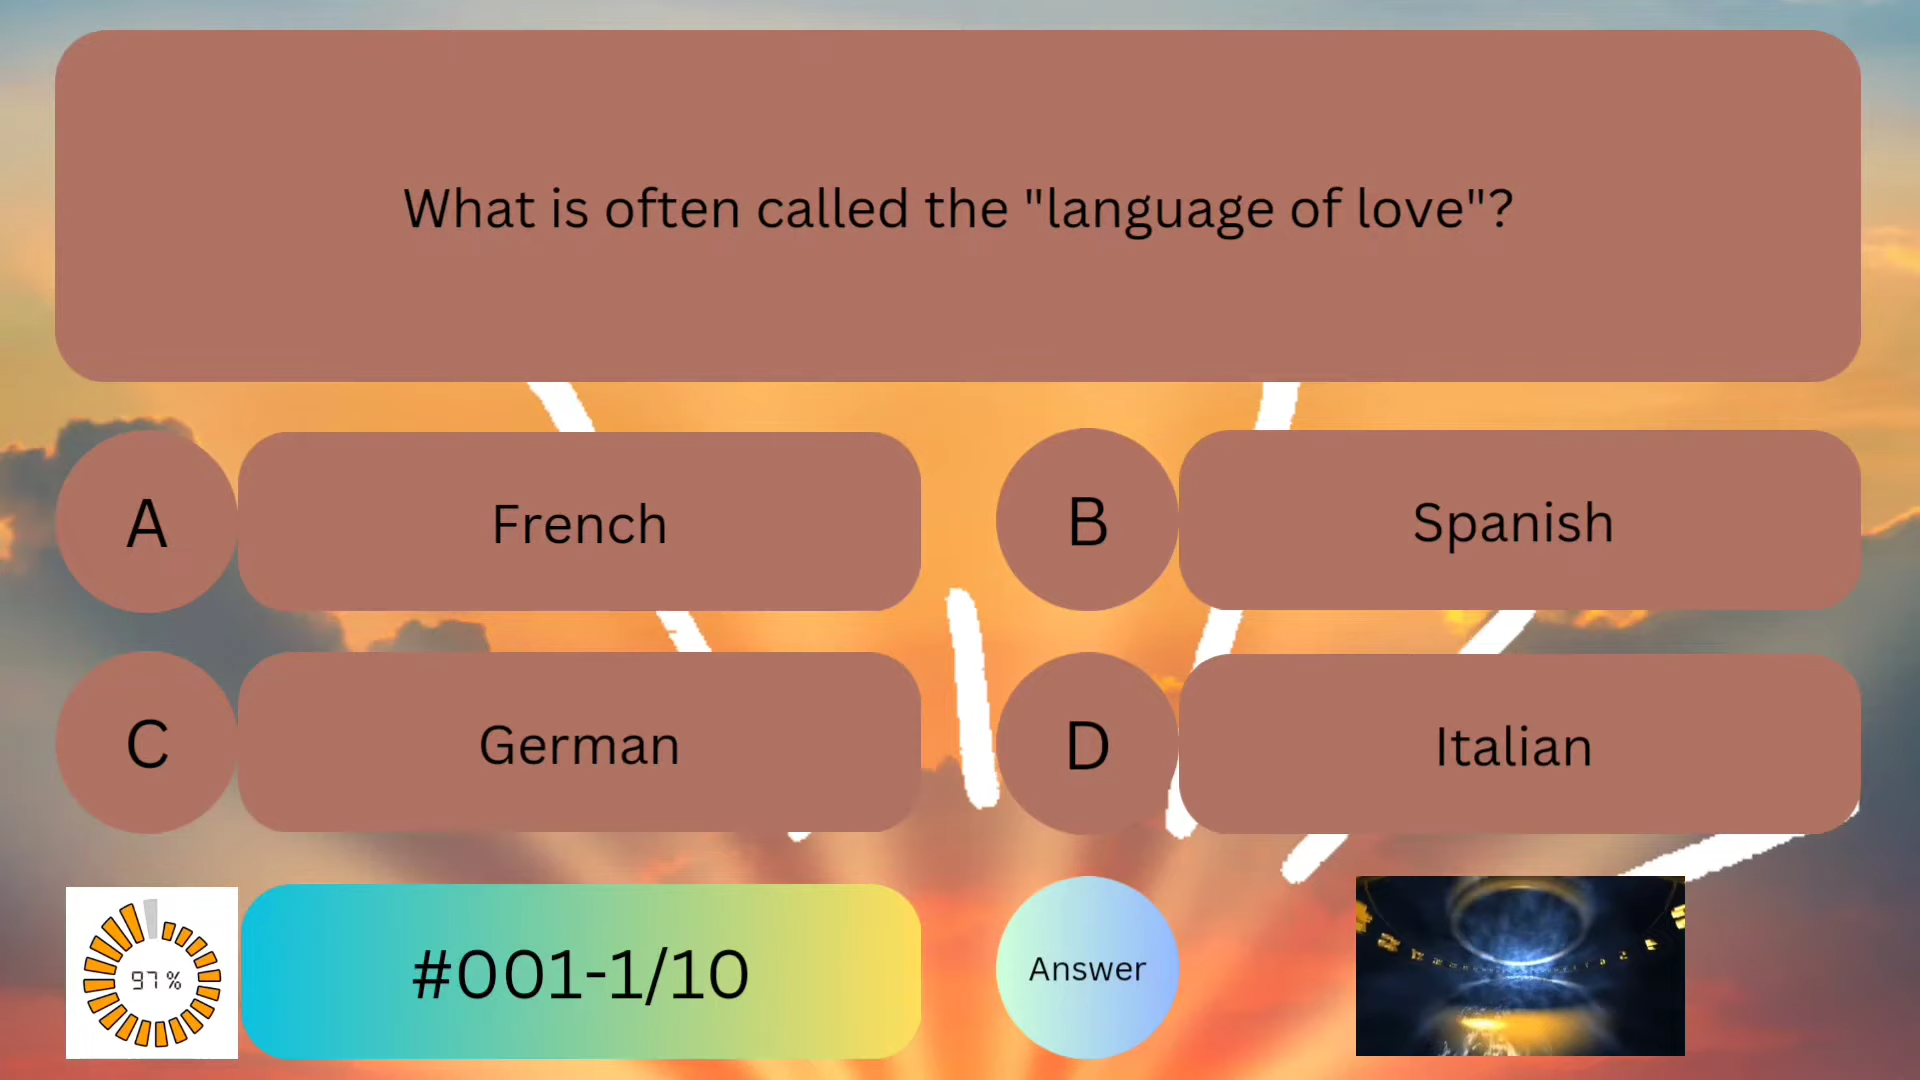 What is often called the "language of love"?
A
French
B
Spanish
C
German
D
Italian
97 %
#001-1/10
Answer